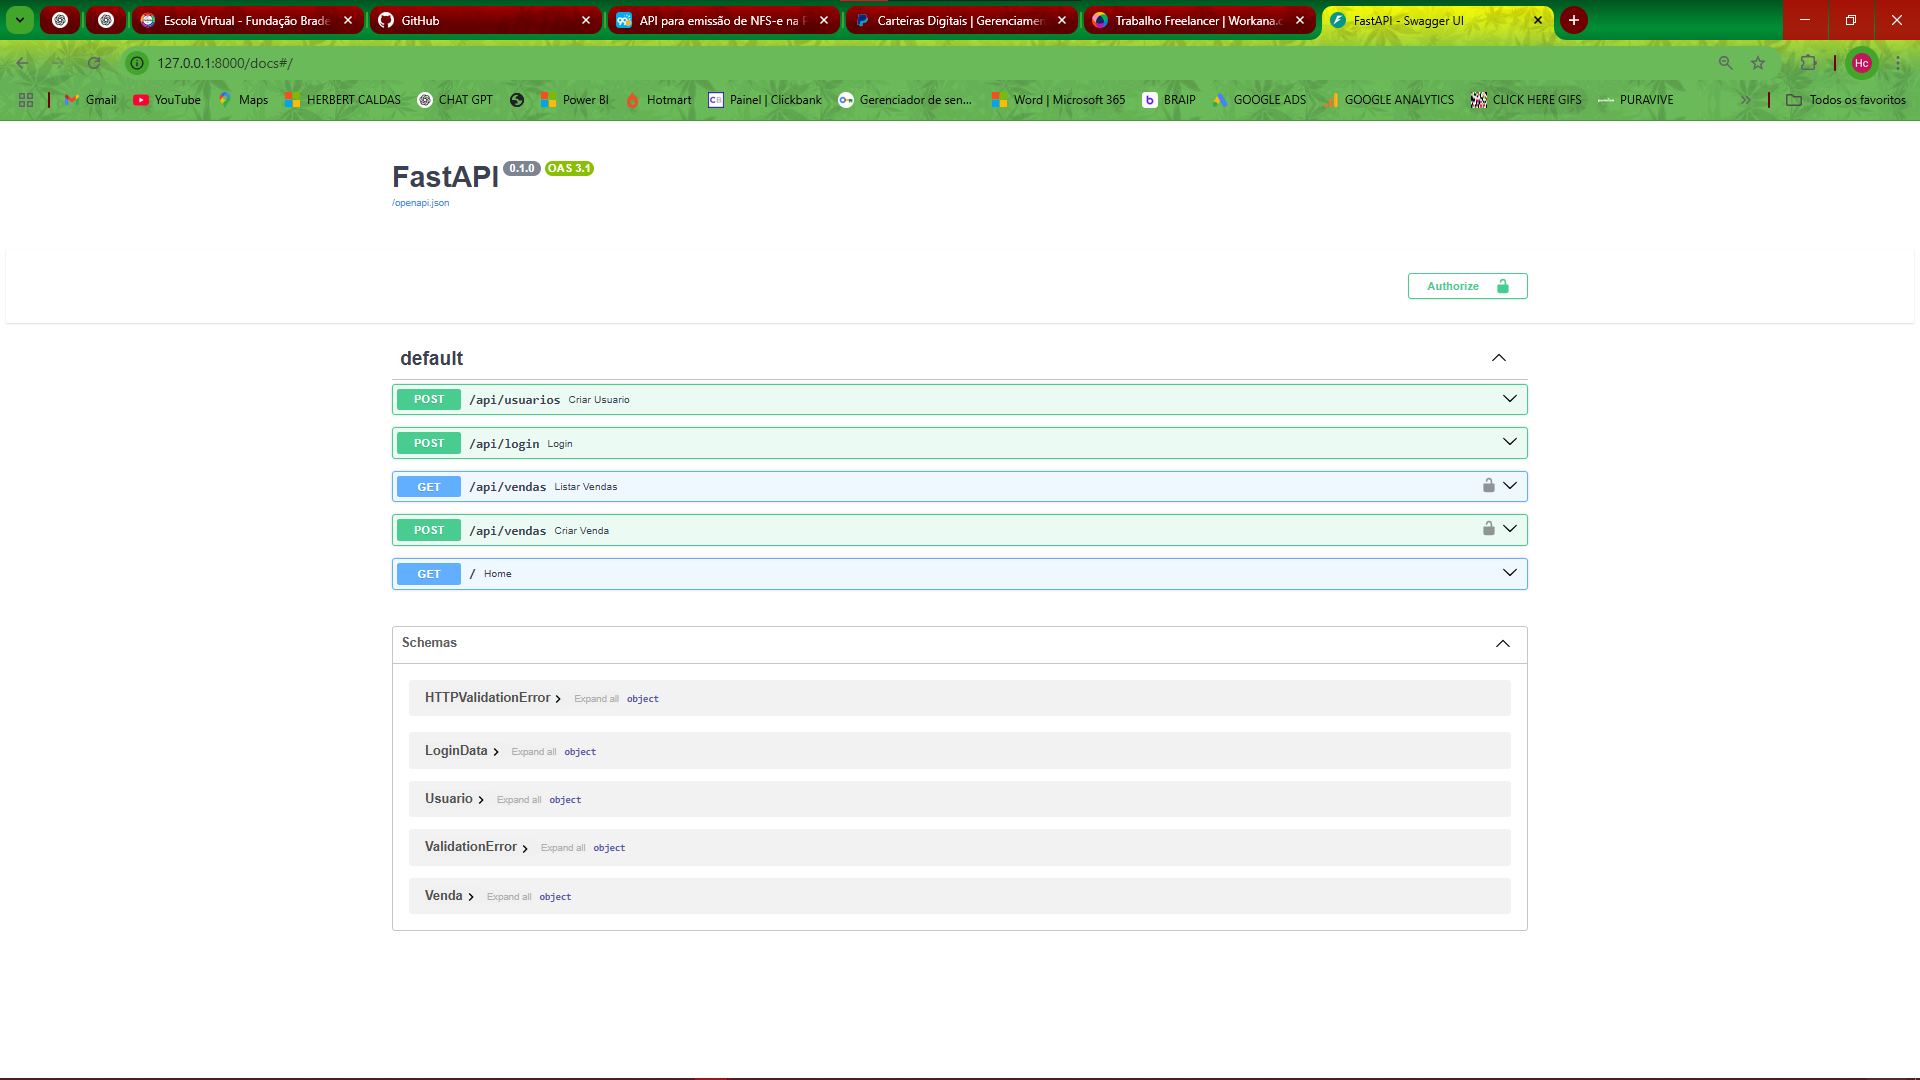 Escola Virtual - Fundação Brade
GitHub
API para emissão de NFS-e na P
Carteiras Digitais | Gerenciamen
Trabalho Freelancer | Workana.c
FastAPI - Swagger UI
127.0.0.1:8000/docs#/
Hc
Gmail
YouTube
Maps
HERBERT CALDAS
CHAT GPT
Power BI
Hotmart
CB Painel | Clickbank
Gerenciador de sen...
Word | Microsoft 365
b BRAIP
GOOGLE ADS
GOOGLE ANALYTICS
CLICK HERE GIFS
PURAVIVE
Todos os favoritos
FastAPI 0.1.0 OAS 3.1
/openapi.json
Authorize
default
POST /api/usuarios Criar Usuario
POST /api/login Login
GET /api/vendas Listar Vendas
POST /api/vendas Criar Venda
GET / Home
Schemas
HTTPValidationError Expand all object
LoginData Expand all object
Usuario Expand all object
ValidationError Expand all object
Venda Expand all object